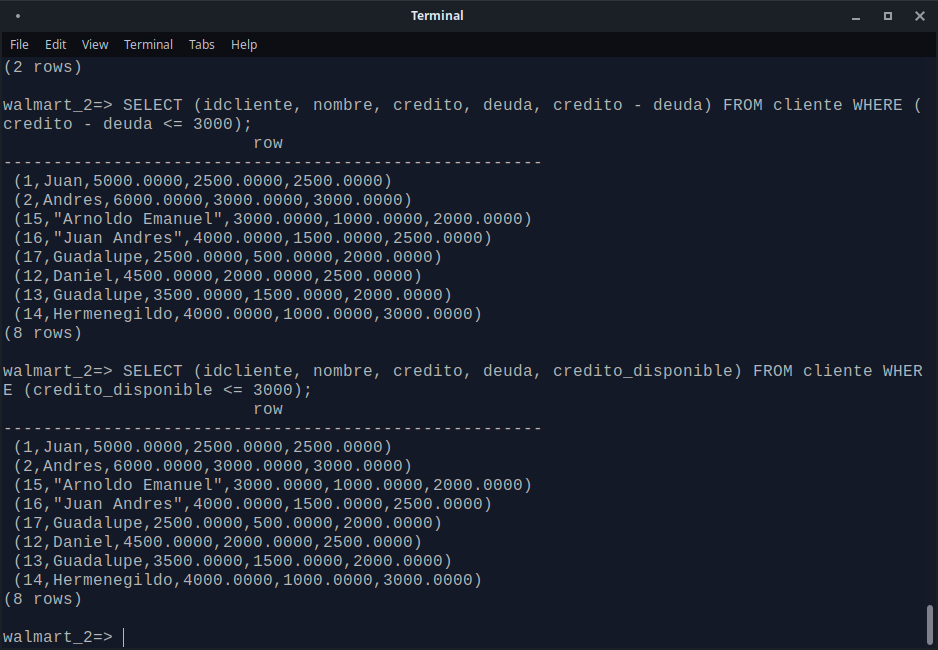 Terminal
File Edit View Terminal Tabs Help
(2 rows)
walmart_2=> SELECT (idcliente, nombre, credito, deuda, credito - deuda) FROM cliente WHERE (
credito - deuda <= 3000);
row
------------------------------------------------------
(1,Juan,5000.0000,2500.0000,2500.0000)
(2,Andres,6000.0000,3000.0000,3000.0000)
(15,"Arnoldo Emanuel",3000.0000,1000.0000,2000.0000)
(16,"Juan Andres",4000.0000,1500.0000,2500.0000)
(17,Guadalupe,2500.0000,500.0000,2000.0000)
(12,Daniel,4500.0000,2000.0000,2500.0000)
(13,Guadalupe,3500.0000,1500.0000,2000.0000)
(14,Hermenegildo,4000.0000,1000.0000,3000.0000)
(8 rows)
walmart_2=> SELECT (idcliente, nombre, credito, deuda, credito_disponible) FROM cliente WHER
E (credito_disponible <= 3000);
row
------------------------------------------------------
(1,Juan,5000.0000,2500.0000,2500.0000)
(2,Andres,6000.0000,3000.0000,3000.0000)
(15,"Arnoldo Emanuel",3000.0000,1000.0000,2000.0000)
(16,"Juan Andres",4000.0000,1500.0000,2500.0000)
(17,Guadalupe,2500.0000,500.0000,2000.0000)
(12,Daniel,4500.0000,2000.0000,2500.0000)
(13,Guadalupe,3500.0000,1500.0000,2000.0000)
(14,Hermenegildo,4000.0000,1000.0000,3000.0000)
(8 rows)
walmart_2=>